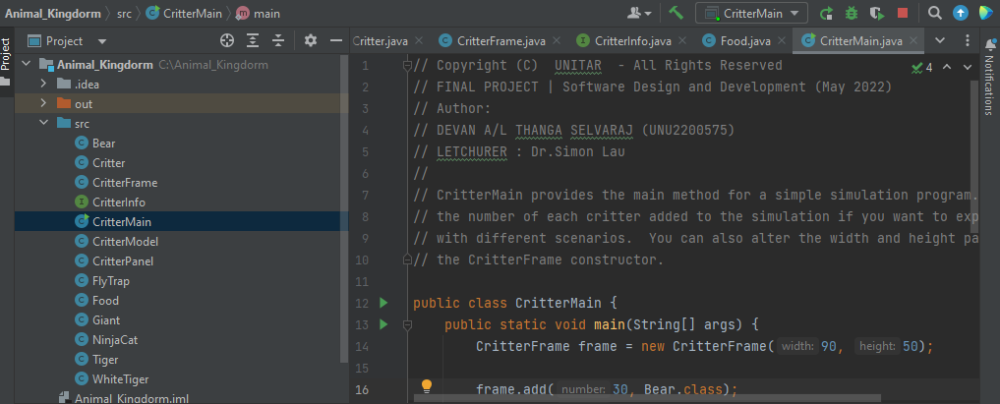 Animal_Kingdorm > src > CritterMain > main
CritterMain
Project
Project
Critter.java
CritterFrame.java
CritterInfo.java
Food.java
CritterMain.java
Notifications
Animal_Kingdorm C:\Animal_Kingdorm
.idea
out
src
Bear
Critter
CritterFrame
CritterInfo
CritterMain
CritterModel
CritterPanel
FlyTrap
Food
Giant
NinjaCat
Tiger
WhiteTiger
Animal_Kingdorm.iml
4
1 // Copyright (C)  UNITAR  - All Rights Reserved
2 // FINAL PROJECT | Software Design and Development (May 2022)
3 // Author:
4 // DEVAN A/L THANGA SELVARAJ (UNU2200575)
5 // LETCHURER : Dr.Simon Lau
6 //
7 // CritterMain provides the main method for a simple simulation program.
8 // the number of each critter added to the simulation if you want to exp
9 // with different scenarios.  You can also alter the width and height pa
10 // the CritterFrame constructor.
11
12 public class CritterMain {
13 public static void main(String[] args) {
14 CritterFrame frame = new CritterFrame( width: 90, height: 50);
15
16 frame.add( number: 30, Bear.class);